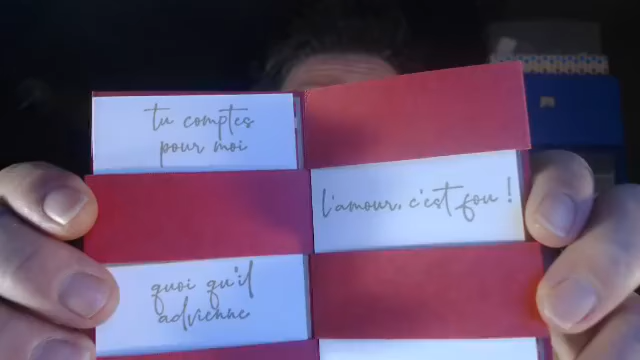 tu comptes
pour moi
l'amour, c'est fou !
quoi qu'il
advienne